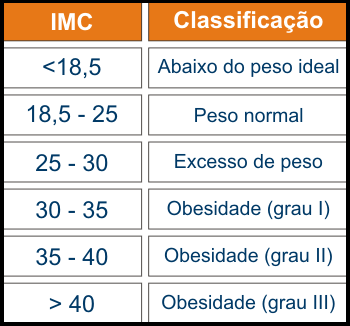 IMC Classificação
<18,5 Abaixo do peso ideal
18,5 - 25 Peso normal
25 - 30 Excesso de peso
30 - 35 Obesidade (grau I)
35 - 40 Obesidade (grau II)
> 40 Obesidade (grau III)